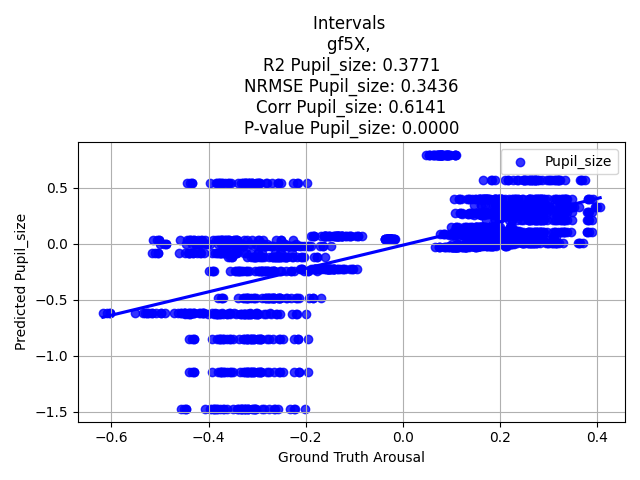 Intervals
gf5X,
R2 Pupil_size: 0.3771
NRMSE Pupil_size: 0.3436
Corr Pupil_size: 0.6141
P-value Pupil_size: 0.0000
Pupil_size
Predicted Pupil_size
0.5
0.0
−0.5
−1.0
−1.5
−0.6
−0.4
−0.2
0.0
0.2
0.4
Ground Truth Arousal